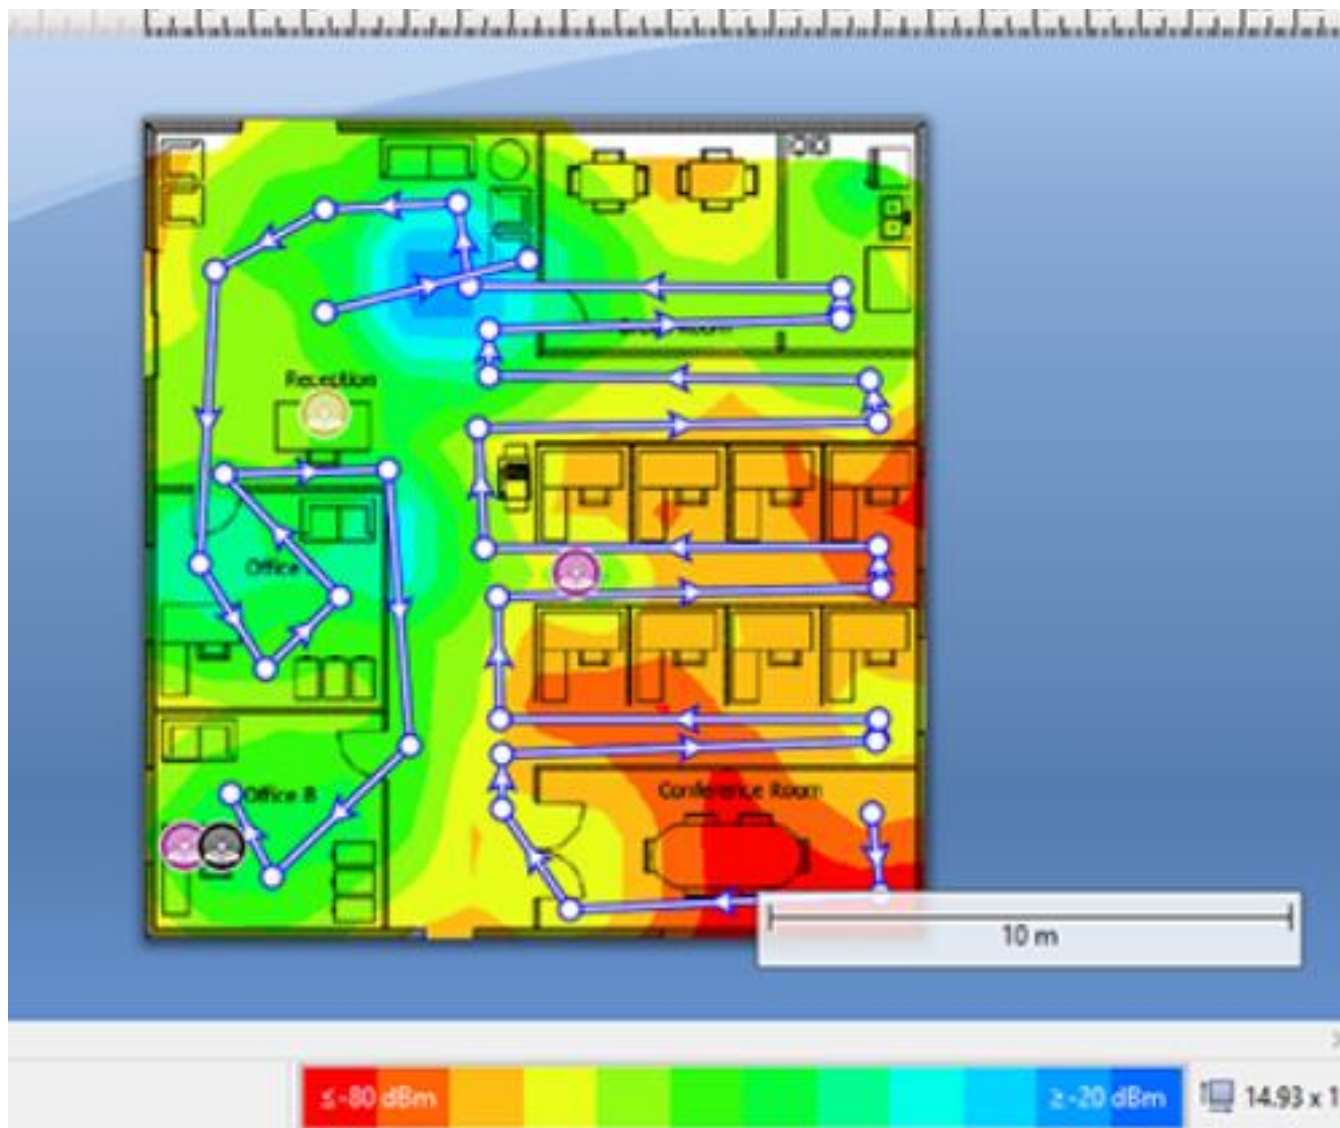 Reception
Office
Office B
Conference Room
10 m
≤-80 dBm
≥-20 dBm
14.93 x 1